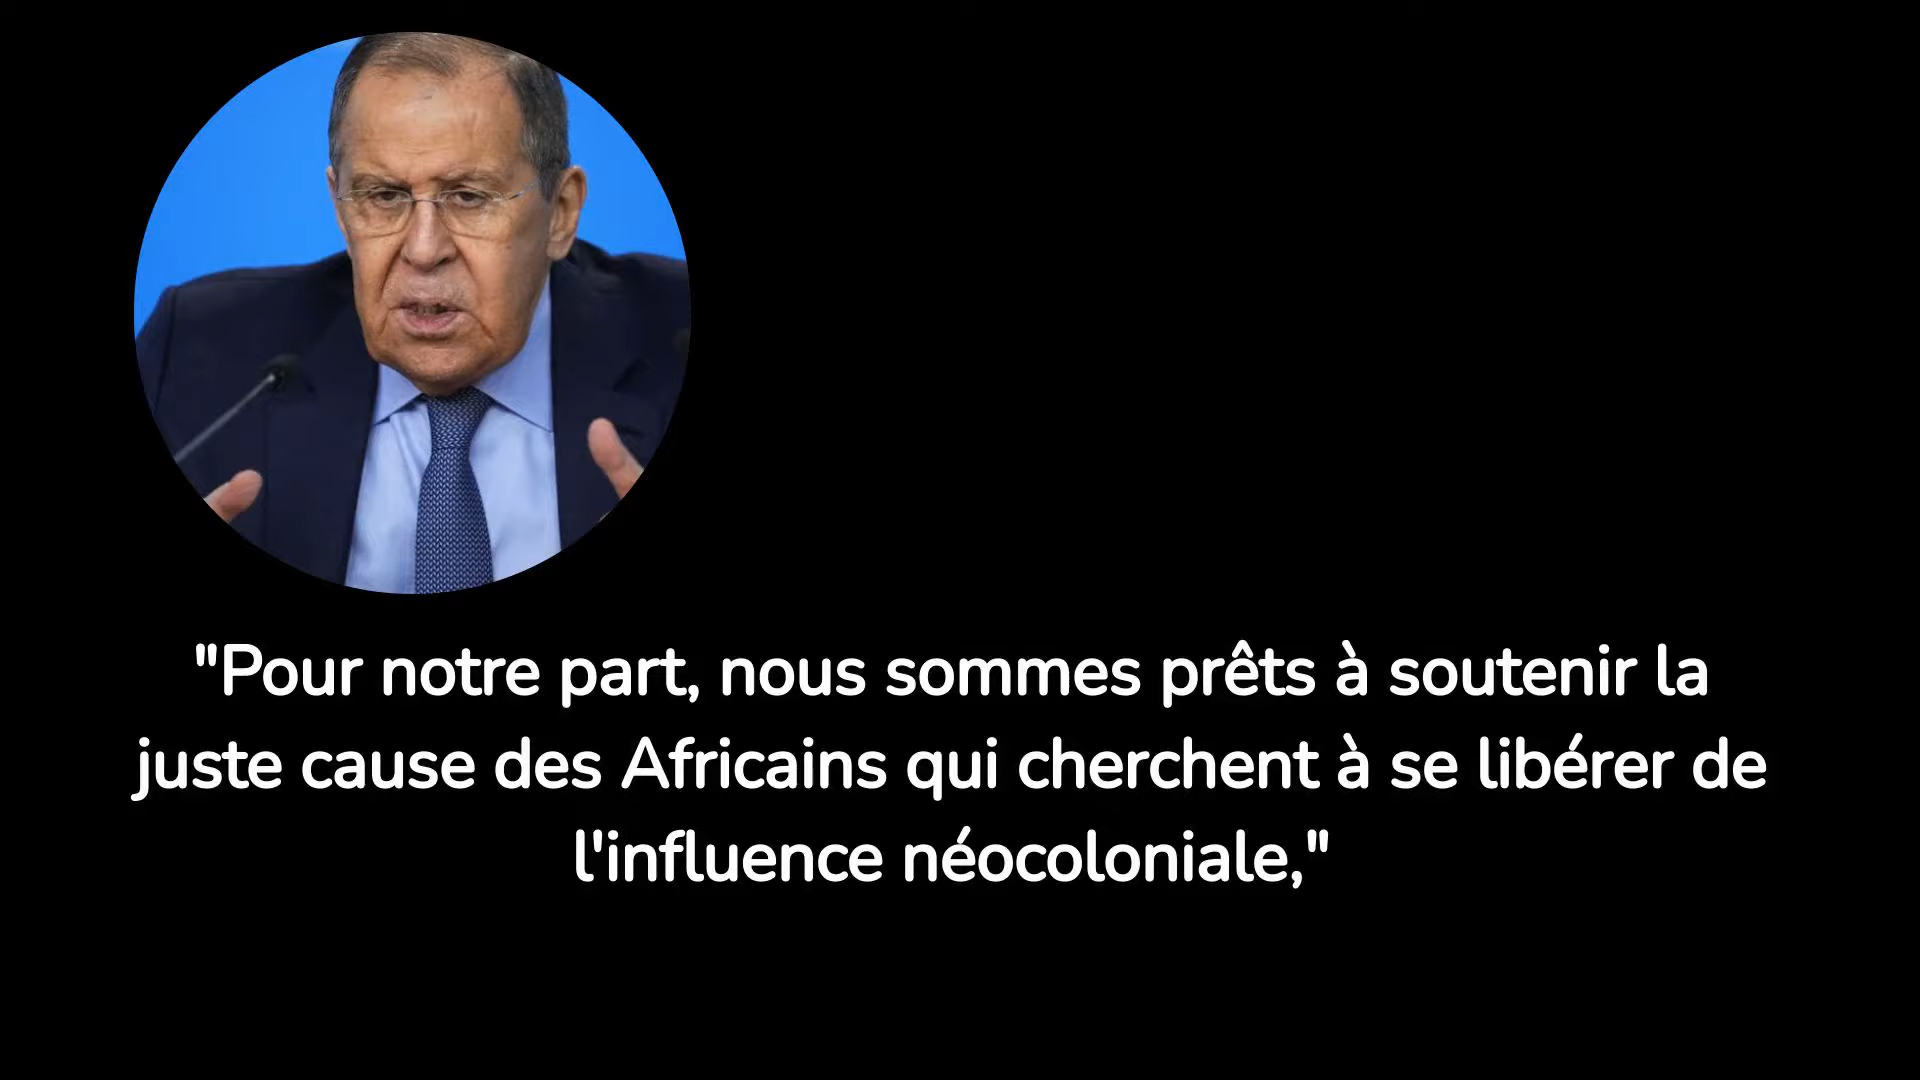 "Pour notre part, nous sommes prêts à soutenir la
juste cause des Africains qui cherchent à se libérer de
l'influence néocoloniale,"